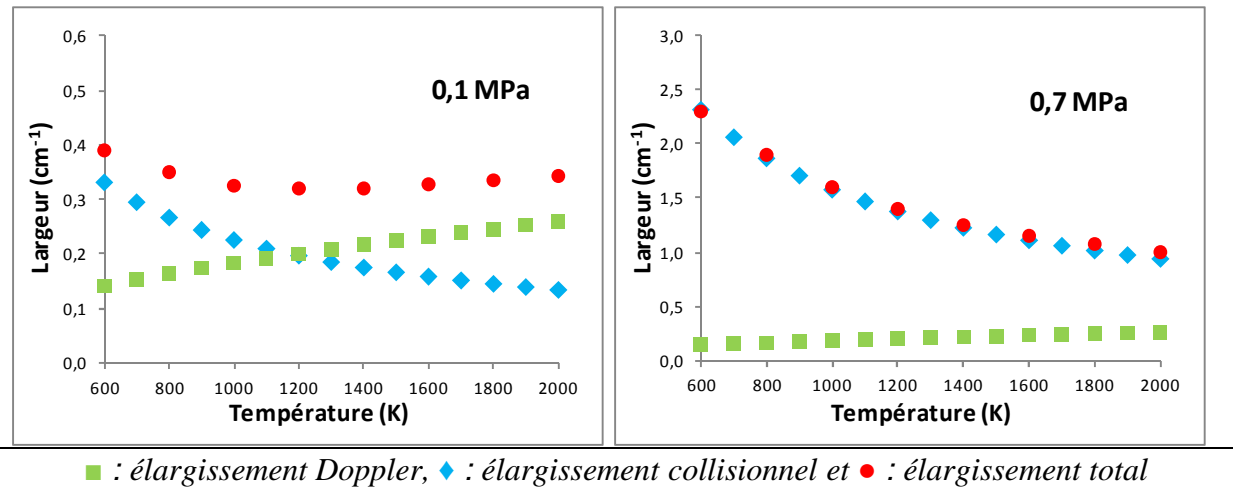 0,6
0,5
0,4
0,3
0,2
0,1
0,0
Largeur (cm-1)
0,1 MPa
600 800 1000 1200 1400 1600 1800 2000
Température (K)
3,0
2,5
2,0
1,5
1,0
0,5
0,0
Largeur (cm-1)
0,7 MPa
600 800 1000 1200 1400 1600 1800 2000
Température (K)
: élargissement Doppler, : élargissement collisionnel et : élargissement total